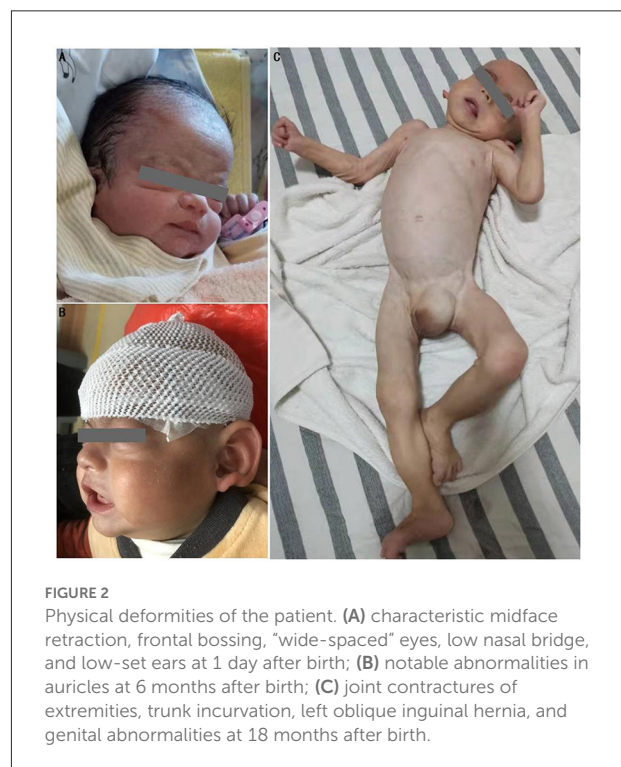 A
C
B
FIGURE 2
Physical deformities of the patient. (A) characteristic midface
retraction, frontal bossing, "wide-spaced" eyes, low nasal bridge,
and low-set ears at 1 day after birth; (B) notable abnormalities in
auricles at 6 months after birth; (C) joint contractures of
extremities, trunk incurvation, left oblique inguinal hernia, and
genital abnormalities at 18 months after birth.